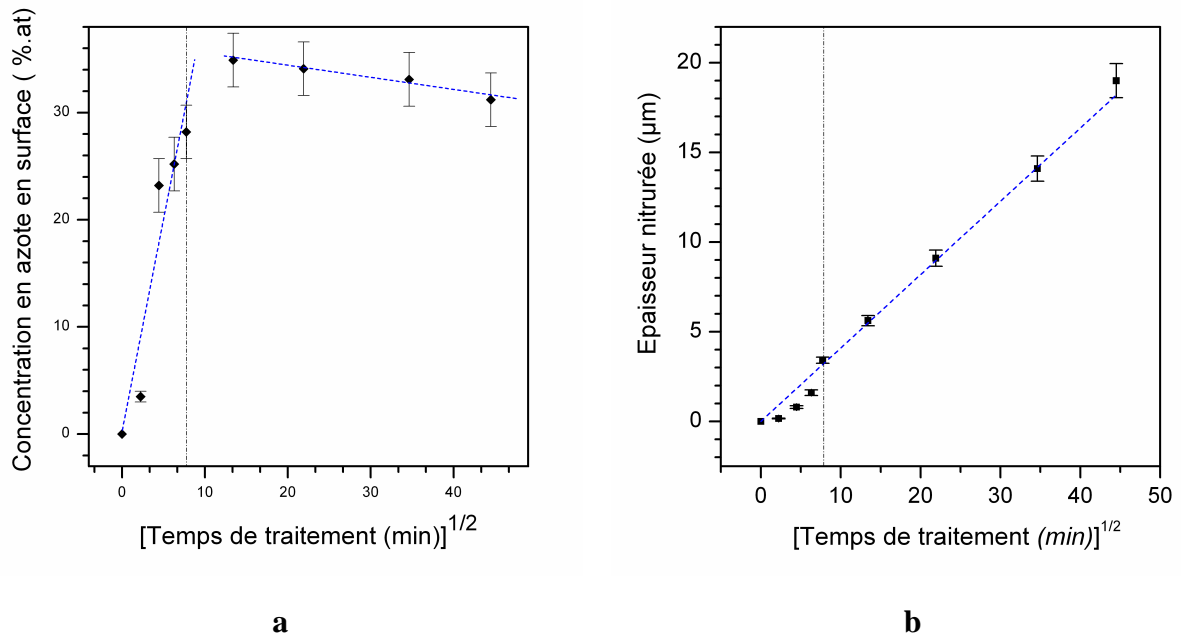 Concentration en azote en surface ( %.at)
30
20
10
0
0 10 20 30 40
[Temps de traitement (min)]1/2
a
Epaisseur nitrurée (µm)
20
15
10
5
0
0 10 20 30 40 50
[Temps de traitement (min)]1/2
b